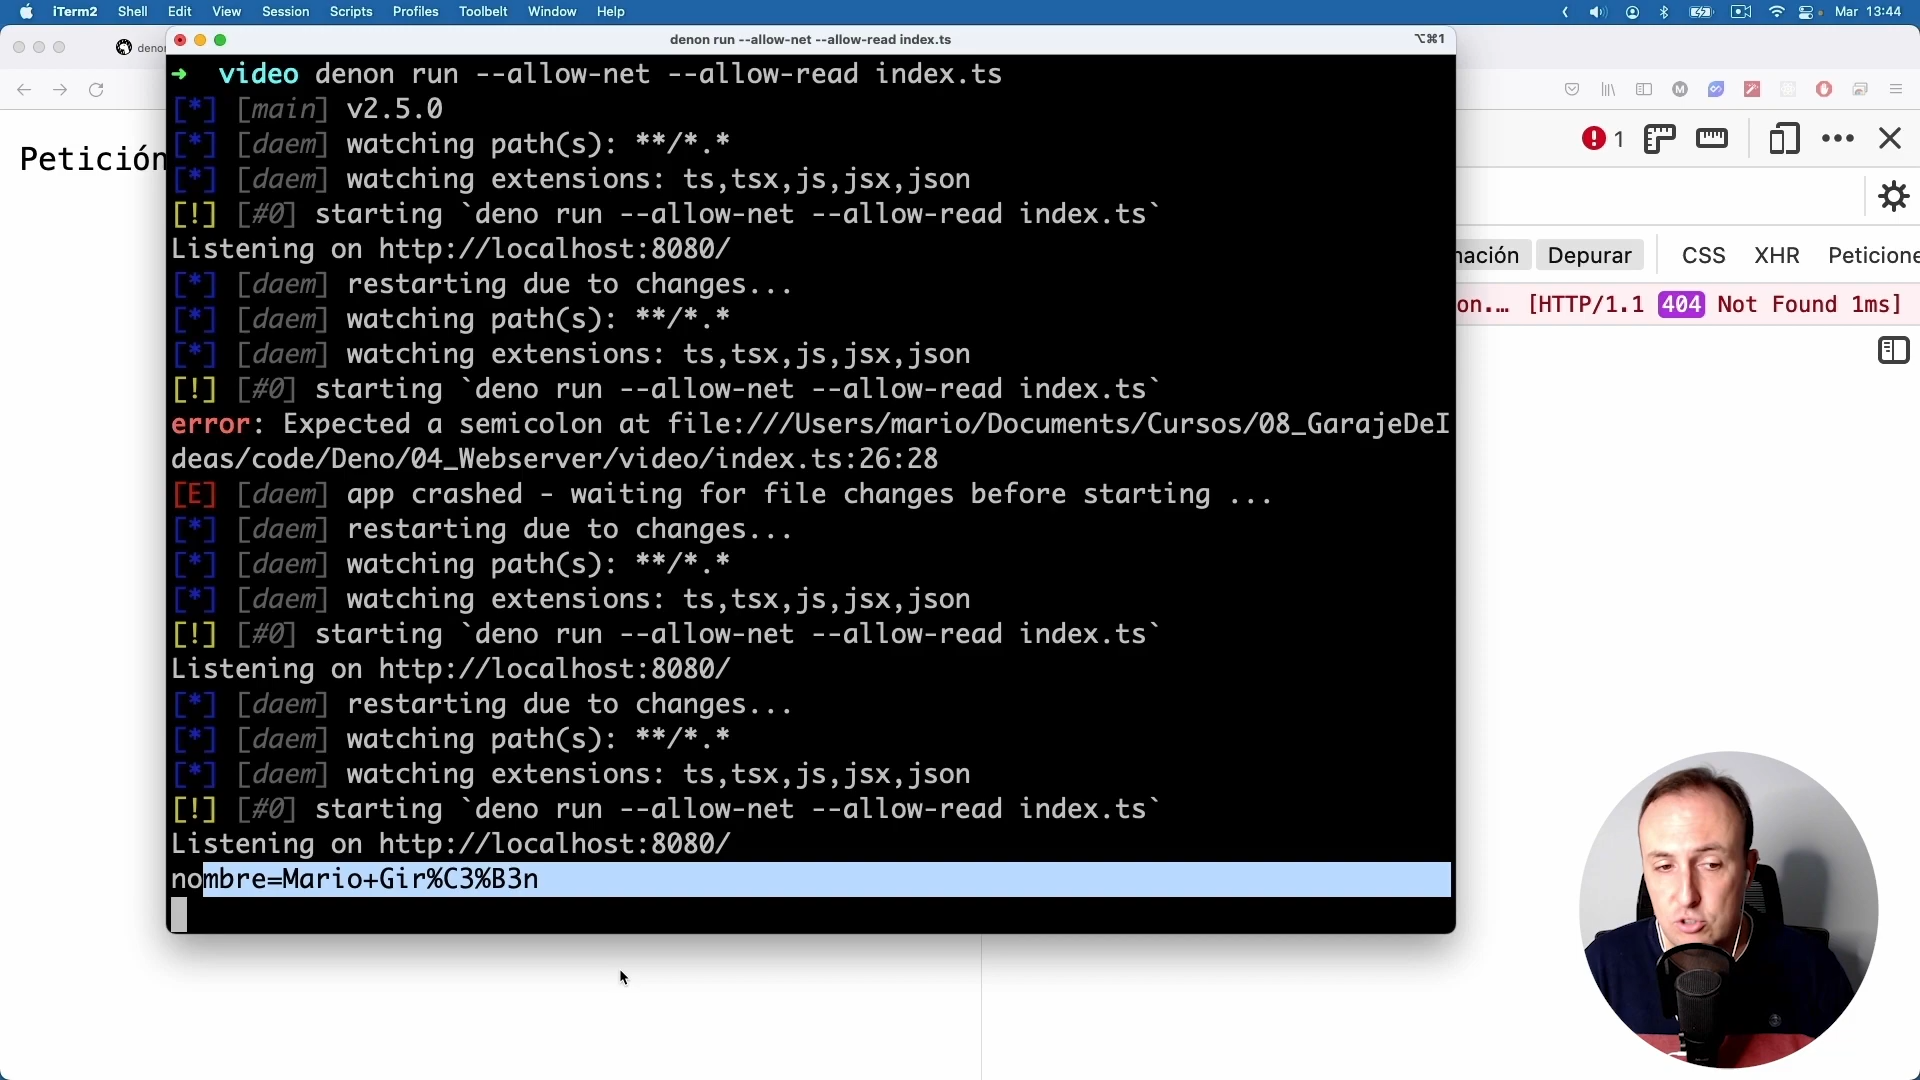 iTerm2 Shell Edit View Session Scripts Profiles Toolbelt Window Help Mar 13:44
denon run --allow-net --allow-read index.ts ⌥⌘1
➜ video denon run --allow-net --allow-read index.ts
[*] [main] v2.5.0
[*] [daem] watching path(s): **/*.*
[*] [daem] watching extensions: ts,tsx,js,jsx,json
[!] [#0] starting `deno run --allow-net --allow-read index.ts`
Listening on http://localhost:8080/
[*] [daem] restarting due to changes...
[*] [daem] watching path(s): **/*.*
[*] [daem] watching extensions: ts,tsx,js,jsx,json
[!] [#0] starting `deno run --allow-net --allow-read index.ts`
error: Expected a semicolon at file:///Users/mario/Documents/Cursos/08_GarajeDeI
deas/code/Deno/04_Webserver/video/index.ts:26:28
[E] [daem] app crashed - waiting for file changes before starting ...
[*] [daem] restarting due to changes...
[*] [daem] watching path(s): **/*.*
[*] [daem] watching extensions: ts,tsx,js,jsx,json
[!] [#0] starting `deno run --allow-net --allow-read index.ts`
Listening on http://localhost:8080/
[*] [daem] restarting due to changes...
[*] [daem] watching path(s): **/*.*
[*] [daem] watching extensions: ts,tsx,js,jsx,json
[!] [#0] starting `deno run --allow-net --allow-read index.ts`
Listening on http://localhost:8080/
nombre=Mario+Gir%C3%B3n
Petición
1
Depurar CSS XHR
on.… [HTTP/1.1 404 Not Found 1ms]